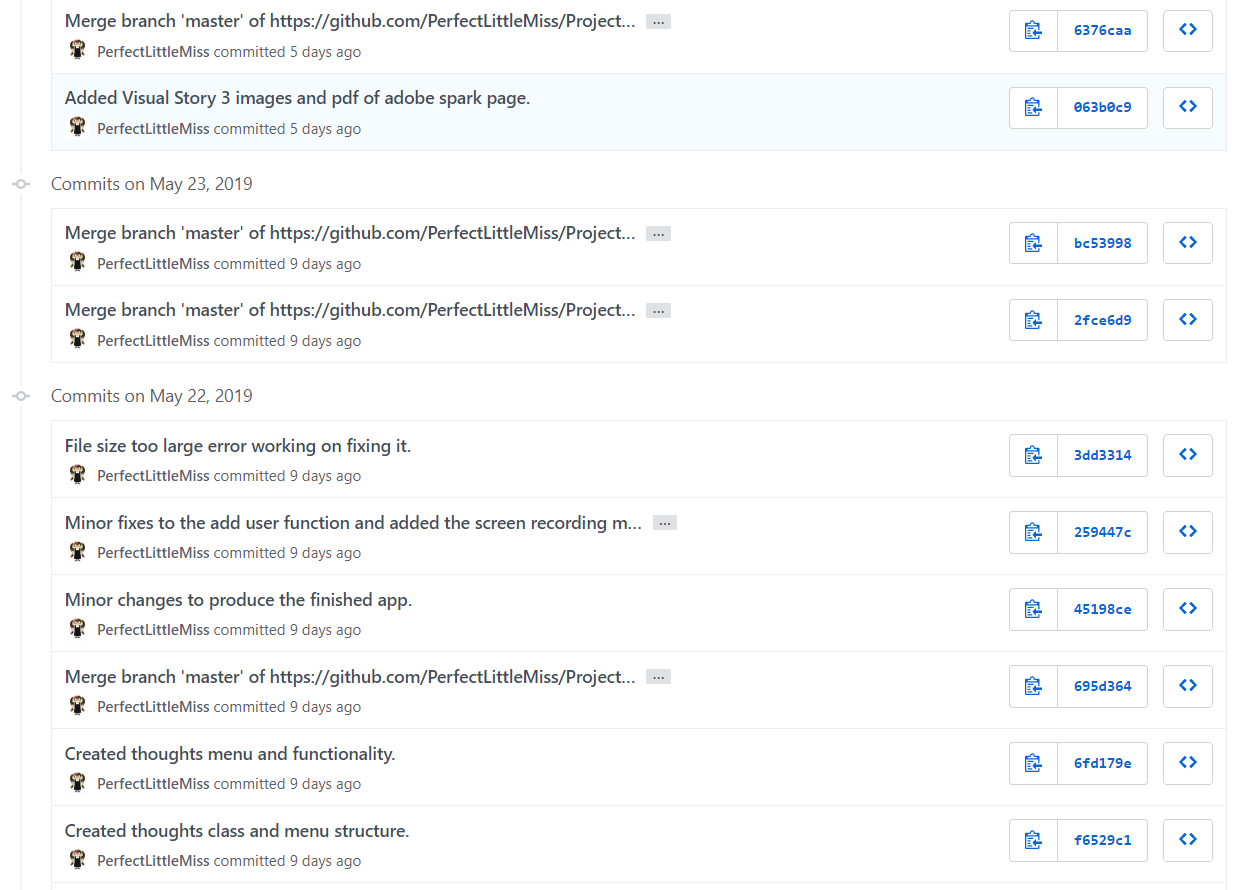 Merge branch 'master' of https://github.com/PerfectLittleMiss/Project... ...
6376caa
PerfectLittleMiss committed 5 days ago
Added Visual Story 3 images and pdf of adobe spark page.
063b0c9
PerfectLittleMiss committed 5 days ago
Commits on May 23, 2019
Merge branch 'master' of https://github.com/PerfectLittleMiss/Project... ...
bc53998
PerfectLittleMiss committed 9 days ago
Merge branch 'master' of https://github.com/PerfectLittleMiss/Project... ...
2fce6d9
PerfectLittleMiss committed 9 days ago
Commits on May 22, 2019
File size too large error working on fixing it.
3dd3314
PerfectLittleMiss committed 9 days ago
Minor fixes to the add user function and added the screen recording m... ...
259447c
PerfectLittleMiss committed 9 days ago
Minor changes to produce the finished app.
45198ce
PerfectLittleMiss committed 9 days ago
Merge branch 'master' of https://github.com/PerfectLittleMiss/Project... ...
695d364
PerfectLittleMiss committed 9 days ago
Created thoughts menu and functionality.
6fd179e
PerfectLittleMiss committed 9 days ago
Created thoughts class and menu structure.
f6529c1
PerfectLittleMiss committed 9 days ago